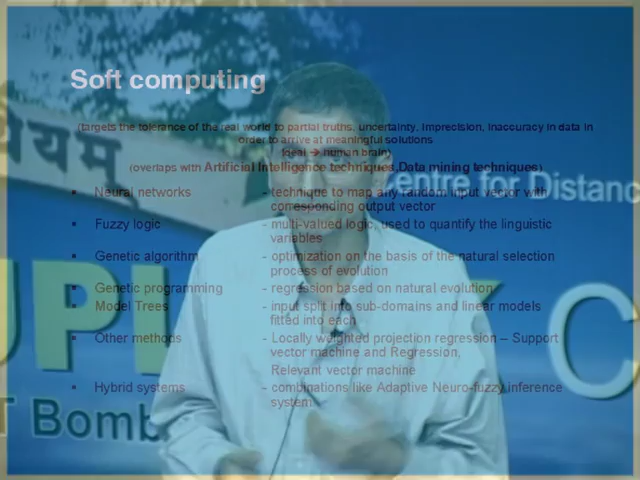 Soft computing
(targets the tolerance of the real world to partial truths, uncertainty, imprecision, inaccuracy in data in
order to arrive at meaningful solutions
Ideal → human brain)
(overlaps with Artificial Intelligence techniques, Data mining techniques)
▪ Neural networks - technique to map any random input vector with
corresponding output vector
▪ Fuzzy logic - multi-valued logic, used to quantify the linguistic
variables
▪ Genetic algorithm - optimization on the basis of the natural selection
process of evolution
▪ Genetic programming - regression based on natural evolution
▪ Model Trees - input split into sub-domains and linear models
fitted into each
▪ Other methods - Locally weighted projection regression – Support
vector machine and Regression,
Relevant vector machine
▪ Hybrid systems - combinations like Adaptive Neuro-fuzzy inference
system
Centre for Distanc
T Bomb